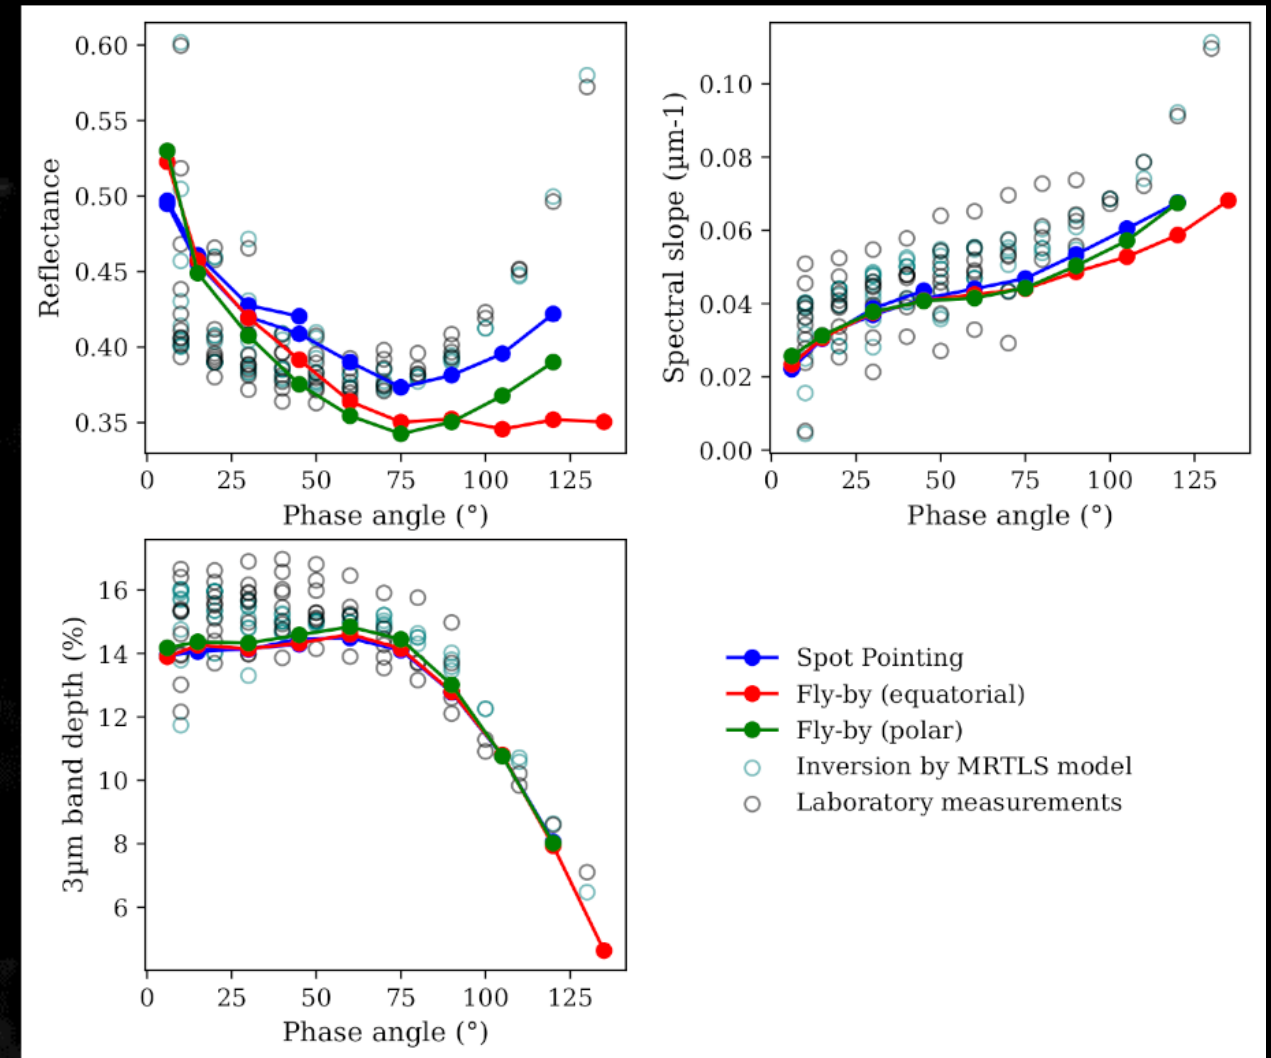 0.60
0.55
0.50
0.45
0.40
0.35
Reflectance
0 25 50 75 100 125
Phase angle (°)
0.10
0.08
0.06
0.04
0.02
0.00
Spectral slope (µm-1)
0 25 50 75 100 125
Phase angle (°)
16
14
12
10
8
6
3µm band depth (%)
0 25 50 75 100 125
Phase angle (°)
Spot Pointing
Fly-by (equatorial)
Fly-by (polar)
Inversion by MRTLS model
Laboratory measurements